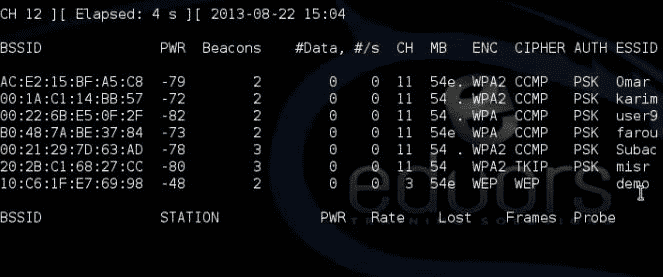 CH 12 ][ Elapsed: 4 s ][ 2013-08-22 15:04
BSSID PWR Beacons #Data, #/s CH MB ENC CIPHER AUTH ESSID
AC:E2:15:BF:A5:C8 -79 2 0 0 11 54e. WPA2 CCMP PSK Omar
00:1A:C1:14:BB:57 -72 2 0 0 11 54 . WPA2 CCMP PSK karim
00:22:6B:E5:0F:2F -82 2 0 0 11 54 . WPA CCMP PSK user9
B0:48:7A:BE:37:84 -73 2 0 0 11 54e WPA CCMP PSK farou
00:21:29:7D:63:AD -78 3 0 0 11 54 . WPA2 CCMP PSK Subac
20:2B:C1:68:27:CC -80 3 0 0 11 54 WPA2 TKIP PSK misr
10:C6:1F:E7:69:98 -48 2 0 0 3 54e WEP WEP demo
eduors
BSSID STATION PWR Rate Lost Frames Probe